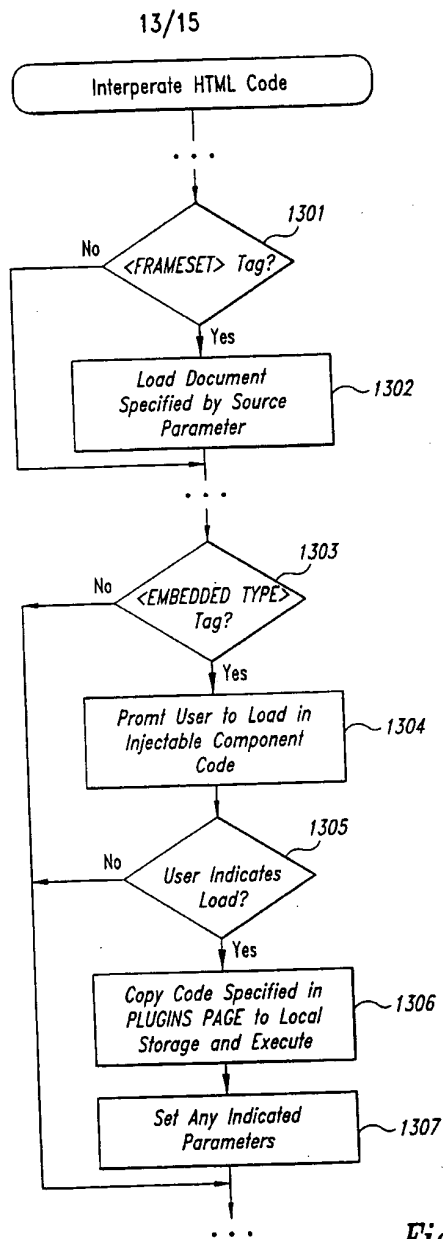 13/15
Interperate HTML Code
. . .
1301
No
<FRAMESET> Tag?
Yes
Load Document
Specified by Source
Parameter
1302
. . .
1303
No
<EMBEDDED TYPE>
Tag?
Yes
Promt User to Load in
Injectable Component
Code
1304
1305
No
User Indicates
Load?
Yes
Copy Code Specified in
PLUGINS PAGE to Local
Storage and Execute
1306
Set Any Indicated
Parameters
1307
. . .